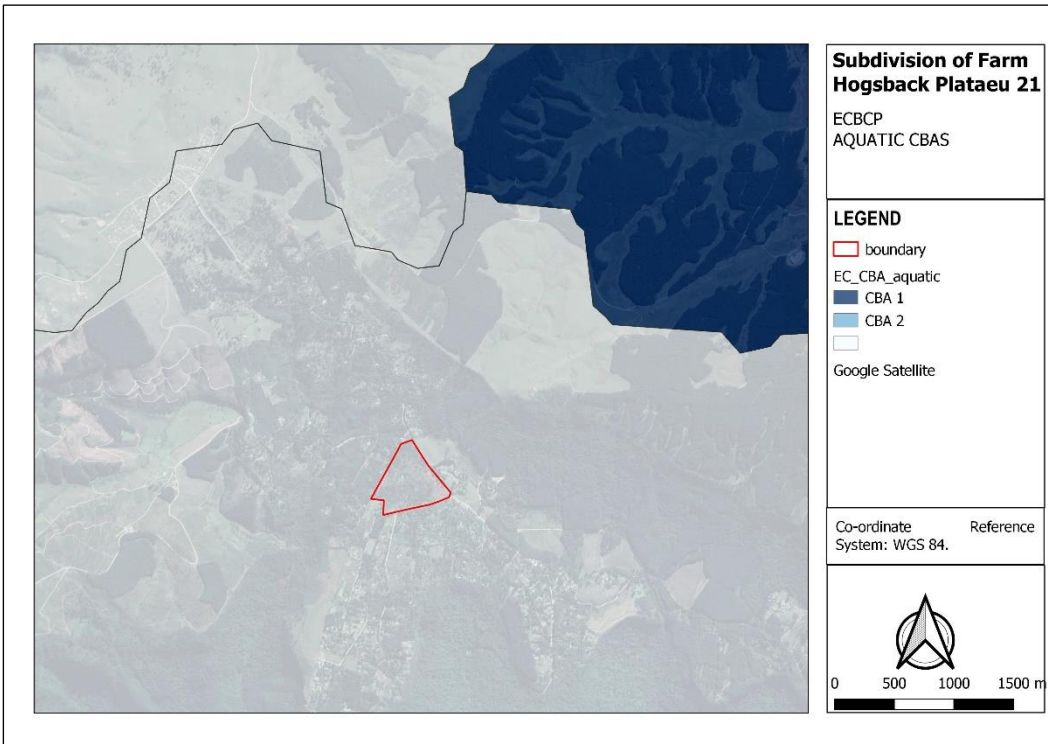 Subdivision of Farm
Hogsback Plataeu 21
ECBCP
AQUATIC CBAS
LEGEND
boundary
EC_CBA_aquatic
CBA 1
CBA 2
Google Satellite
Co-ordinate Reference
System: WGS 84.
0 500 1000 1500 m